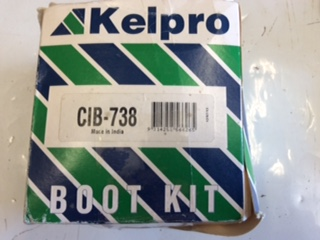 Kelpro
CIB-738
Made in India
BOOT KIT